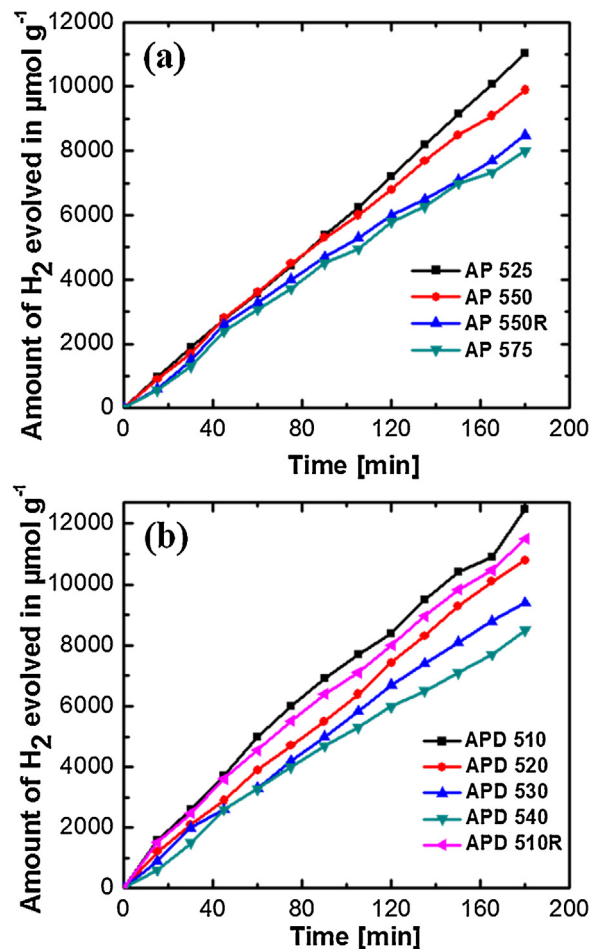 (a)
Amount of H₂ evolved in μmol g⁻¹
12000
10000
8000
6000
4000
2000
0
AP 525
AP 550
AP 550R
AP 575
0 40 80 120 160 200
Time [min]
(b)
Amount of H₂ evolved in μmol g⁻¹
12000
10000
8000
6000
4000
2000
0
APD 510
APD 520
APD 530
APD 540
APD 510R
0 40 80 120 160 200
Time [min]